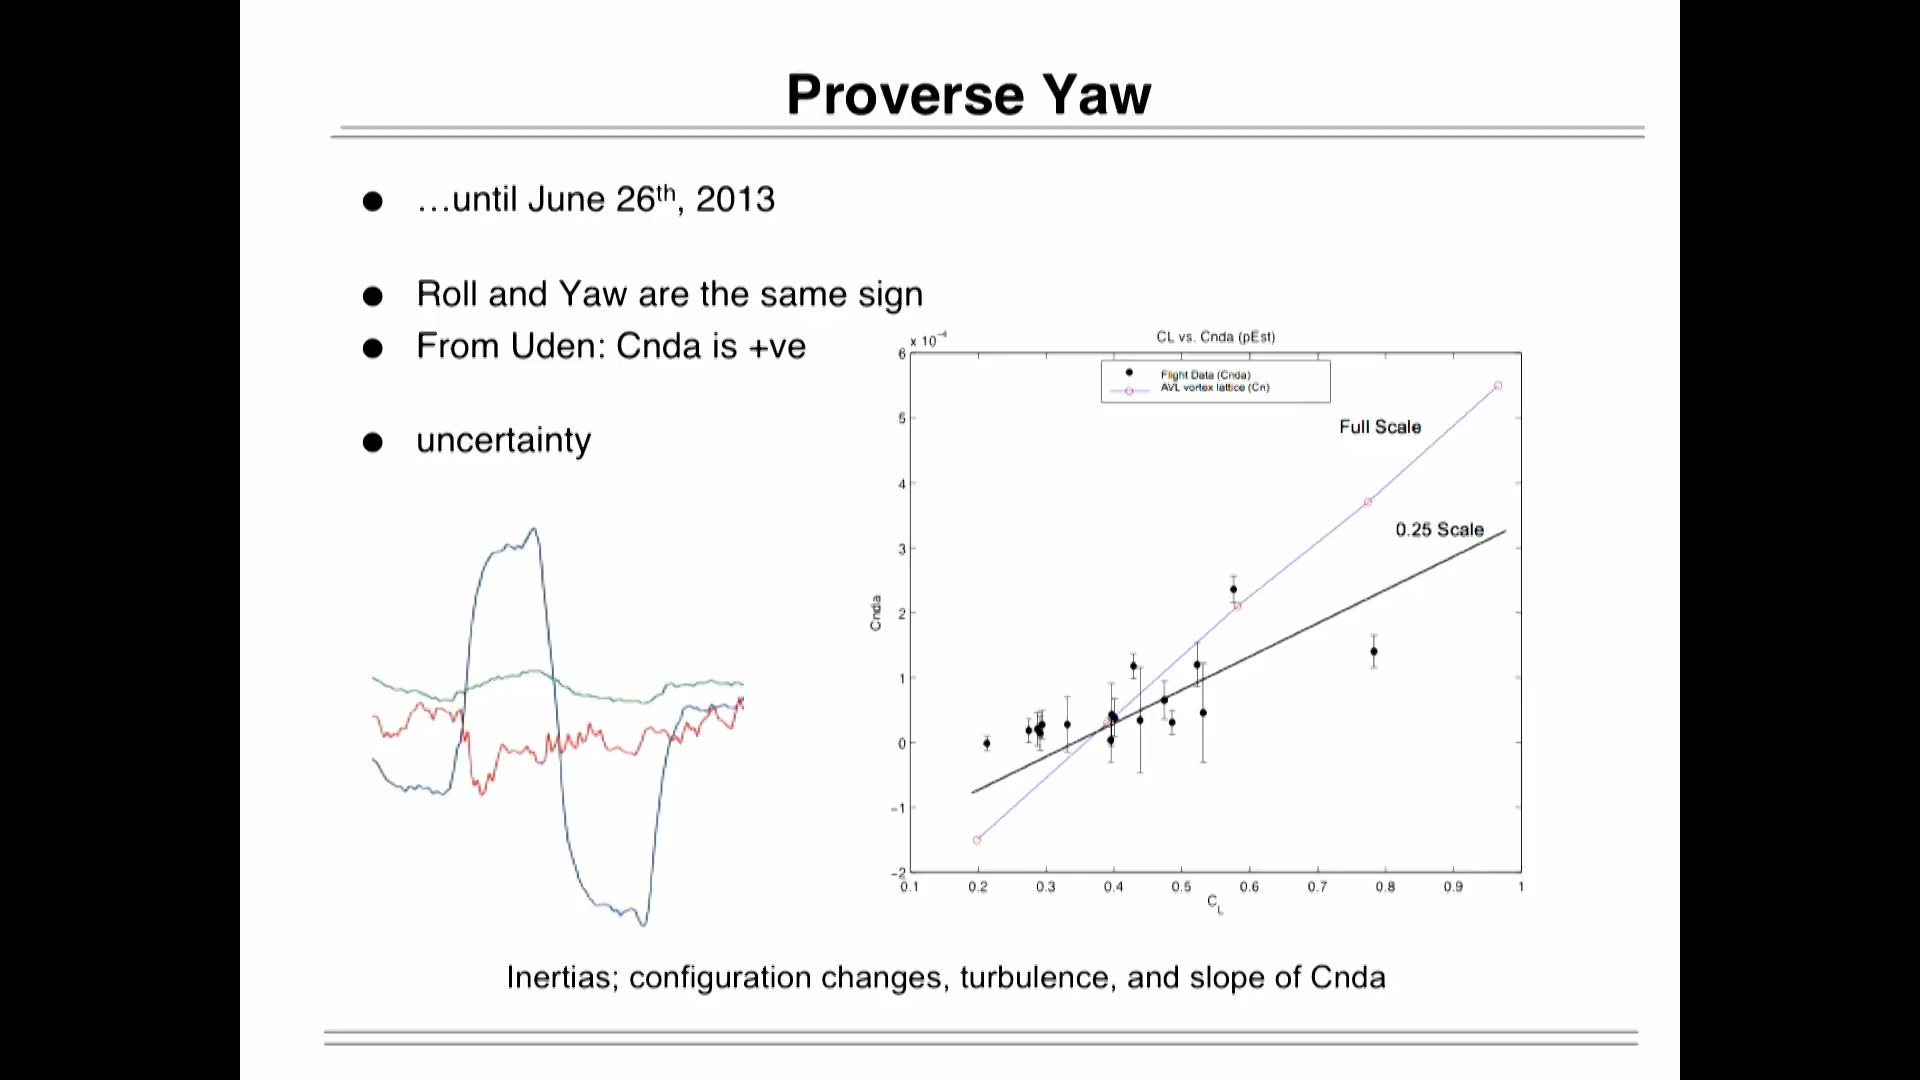 Proverse Yaw
● …until June 26th, 2013
● Roll and Yaw are the same sign
● From Uden: Cnda is +ve
● uncertainty
CL vs. Cnda (pEst)
x 10⁻⁴
Flight Data (Cnda)
AVL vortex lattice (Cn)
Full Scale
0.25 Scale
6
5
4
3
2
1
0
−1
−2
Cnda
0.1 0.2 0.3 0.4 0.5 0.6 0.7 0.8 0.9 1
C_L
Inertias; configuration changes, turbulence, and slope of Cnda